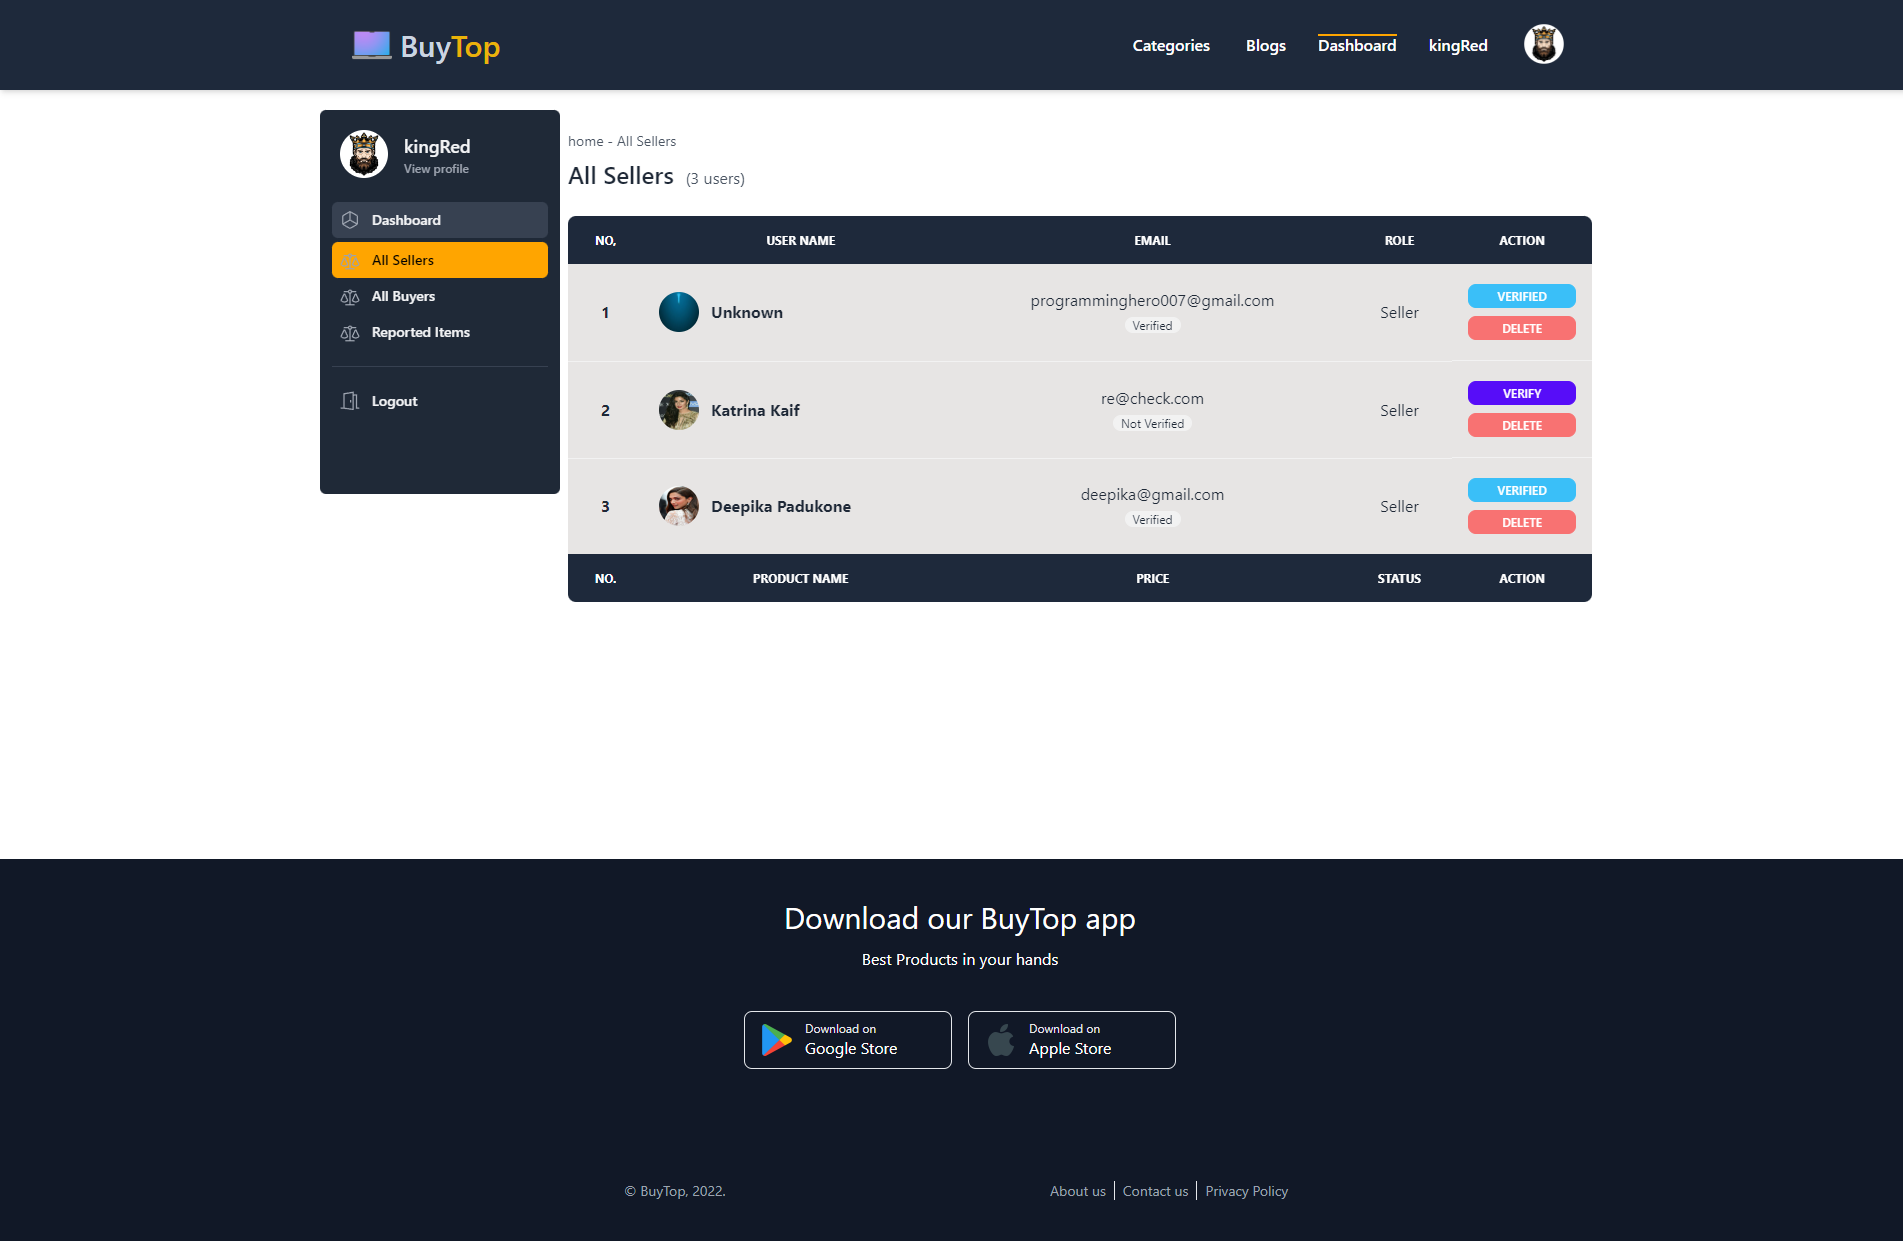 BuyTop
Categories Blogs Dashboard kingRed
kingRed
View profile
Dashboard
All Sellers
All Buyers
Reported Items
Logout
home - All Sellers
All Sellers (3 users)
NO, USER NAME EMAIL ROLE ACTION
1 Unknown programminghero007@gmail.com Verified Seller VERIFIED DELETE
2 Katrina Kaif re@check.com Not Verified Seller VERIFY DELETE
3 Deepika Padukone deepika@gmail.com Verified Seller VERIFIED DELETE
NO. PRODUCT NAME PRICE STATUS ACTION
Download our BuyTop app
Best Products in your hands
Download on
Google Store
Download on
Apple Store
© BuyTop, 2022.
About us Contact us Privacy Policy